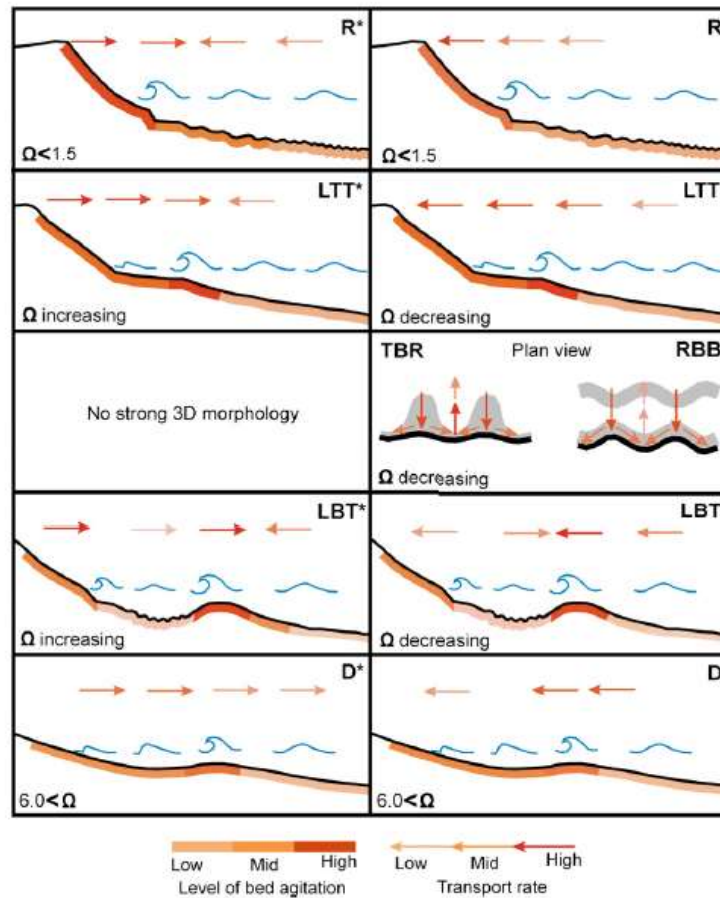 R*
Ω<1.5
R
Ω<1.5
LTT*
Ω increasing
LTT
Ω decreasing
No strong 3D morphology
TBR Plan view RBB
Ω decreasing
LBT*
Ω increasing
LBT
Ω decreasing
D*
6.0<Ω
D
6.0<Ω
Low Mid High
Level of bed agitation
Low Mid High
Transport rate